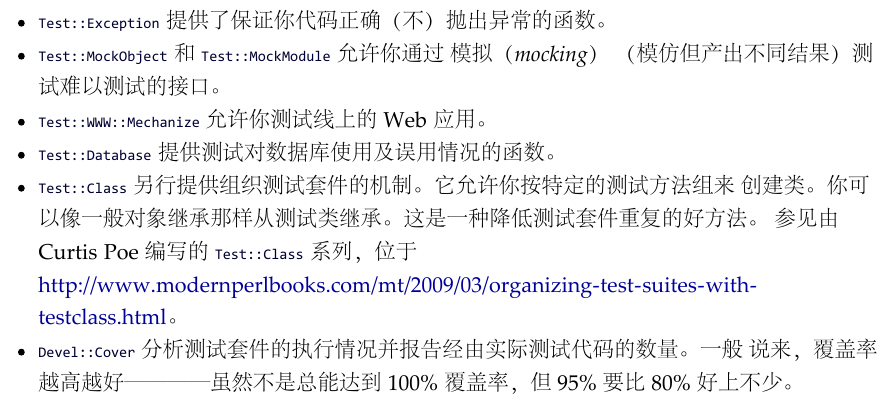 • Test::Exception 提供了保证你代码正确（不）抛出异常的函数。
• Test::MockObject 和 Test::MockModule 允许你通过 模拟（mocking） （模仿但产出不同结果）测
试难以测试的接口。
• Test::WWW::Mechanize 允许你测试线上的 Web 应用。
• Test::Database 提供测试对数据库使用及误用情况的函数。
• Test::Class 另行提供组织测试套件的机制。它允许你按特定的测试方法组来 创建类。你可
以像一般对象继承那样从测试类继承。这是一种降低测试套件重复的好方法。 参见由
Curtis Poe 编写的 Test::Class 系列，位于
http://www.modernperlbooks.com/mt/2009/03/organizing-test-suites-with-
testclass.html。
• Devel::Cover 分析测试套件的执行情况并报告经由实际测试代码的数量。一般 说来，覆盖率
越高越好————虽然不是总能达到 100% 覆盖率，但 95% 要比 80% 好上不少。